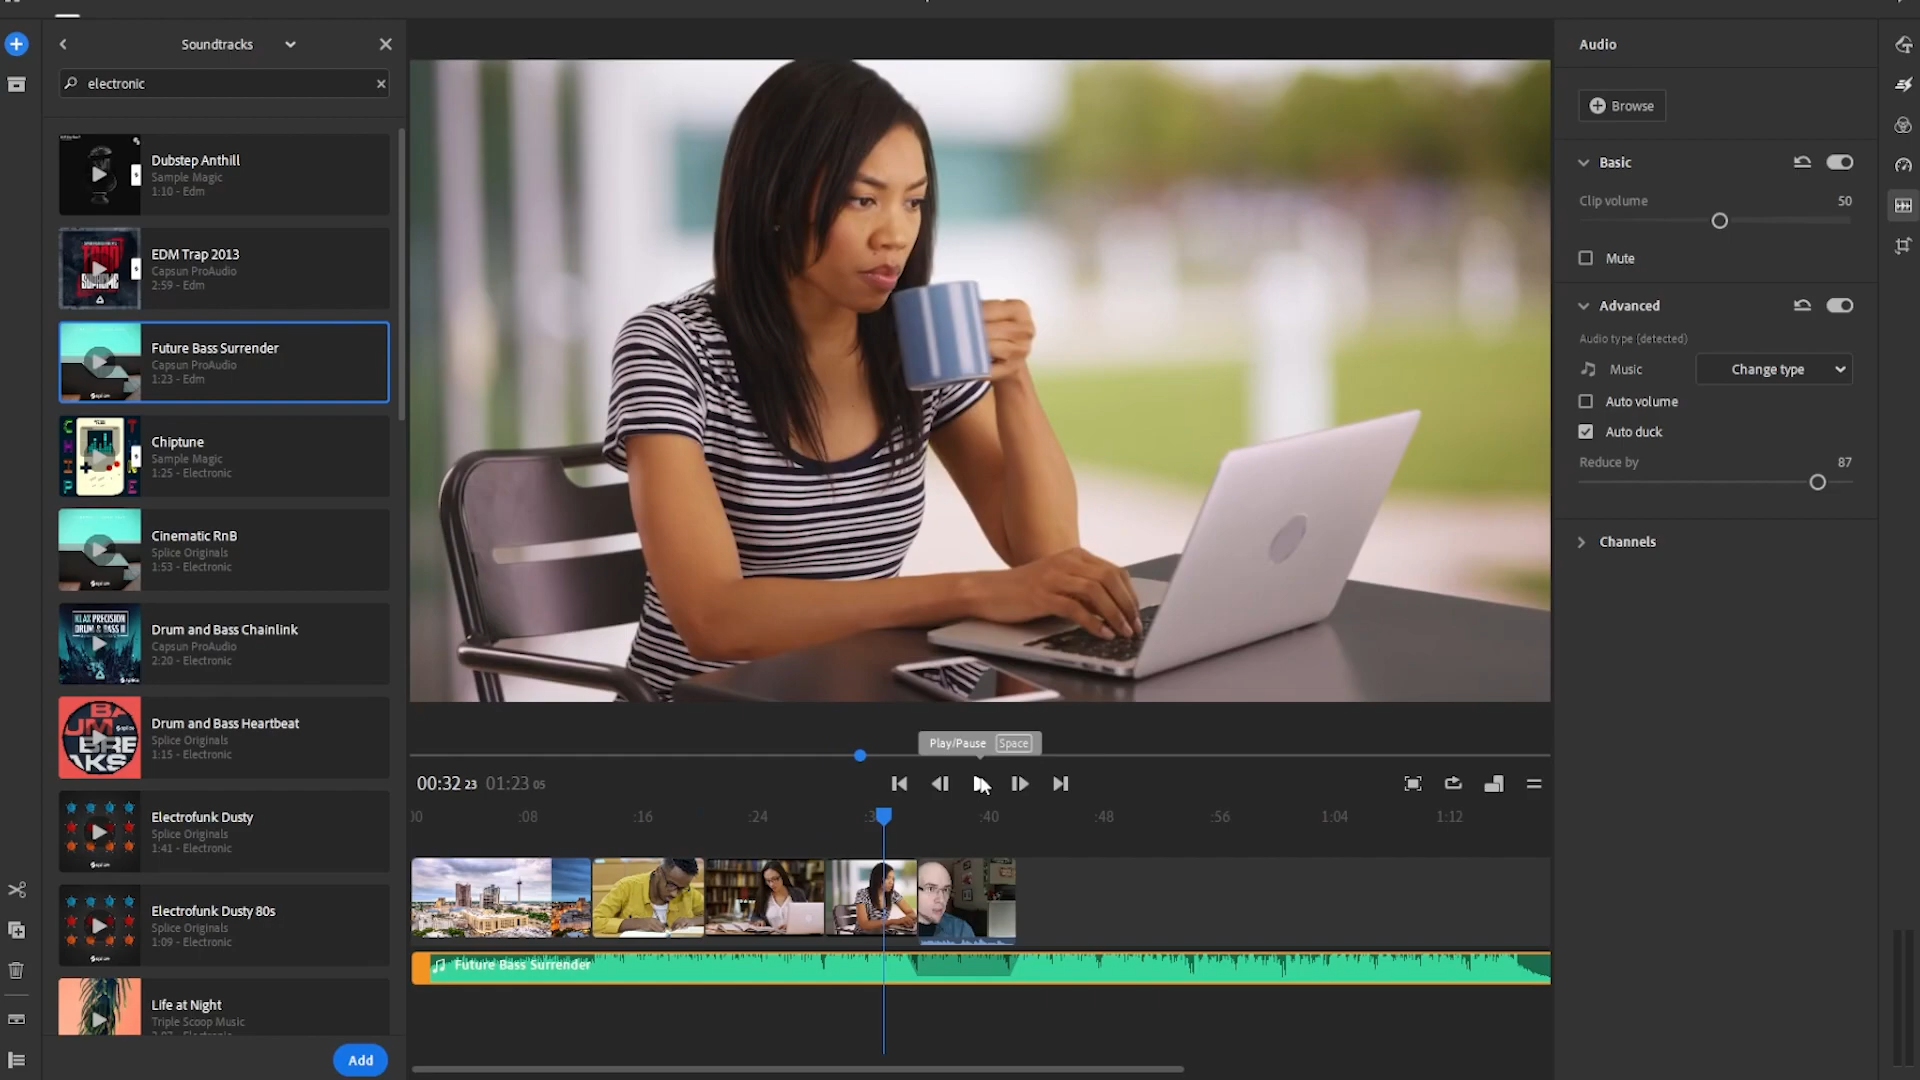 Soundtracks
electronic
Dubstep Anthill
Sample Magic
1:10 - Edm
EDM Trap 2013
Capsun ProAudio
2:59 - Edm
Future Bass Surrender
Capsun ProAudio
1:23 - Edm
Chiptune
Sample Magic
1:25 - Electronic
Cinematic RnB
Splice Originals
1:53 - Electronic
Drum and Bass Chainlink
Capsun ProAudio
2:20 - Electronic
Drum and Bass Heartbeat
Splice Originals
1:15 - Electronic
Electrofunk Dusty
Splice Originals
1:41 - Electronic
Electrofunk Dusty 80s
Splice Originals
1:09 - Electronic
Life at Night
Triple Scoop Music
Add
Play/Pause Space
00:32 23 01:23 05
:08 :16 :24 :40 :48 :56 1:04 1:12
Future Bass Surrender
Audio
Browse
Basic
Clip volume 50
Mute
Advanced
Audio type (detected)
Music Change type
Auto volume
Auto duck
Reduce by 87
Channels